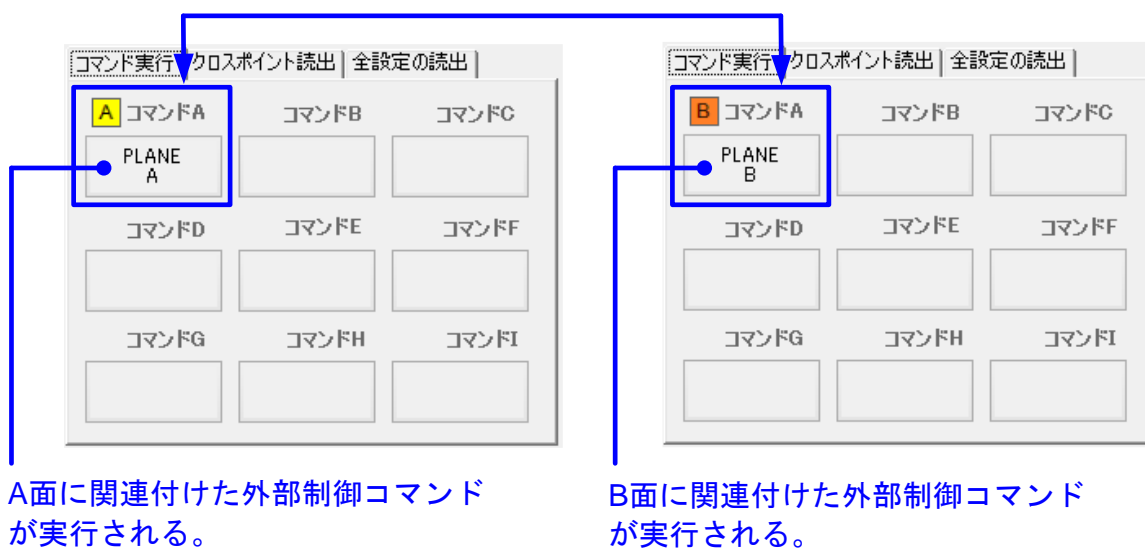 コマンド実行 クロスポイント読出 全設定の読出
A コマンドA コマンドB コマンドC
PLANE
A
コマンドD コマンドE コマンドF
コマンドG コマンドH コマンドI
A面に関連付けた外部制御コマンド
が実行される。
コマンド実行 クロスポイント読出 全設定の読出
B コマンドA コマンドB コマンドC
PLANE
B
コマンドD コマンドE コマンドF
コマンドG コマンドH コマンドI
B面に関連付けた外部制御コマンド
が実行される。